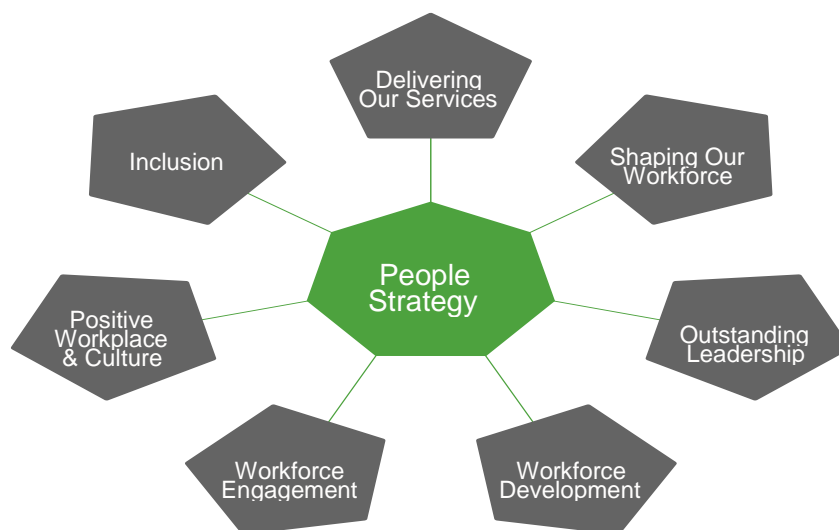 Delivering
Our Services
Inclusion
Shaping Our
Workforce
People
Strategy
Positive
Workplace
& Culture
Outstanding
Leadership
Workforce
Engagement
Workforce
Development